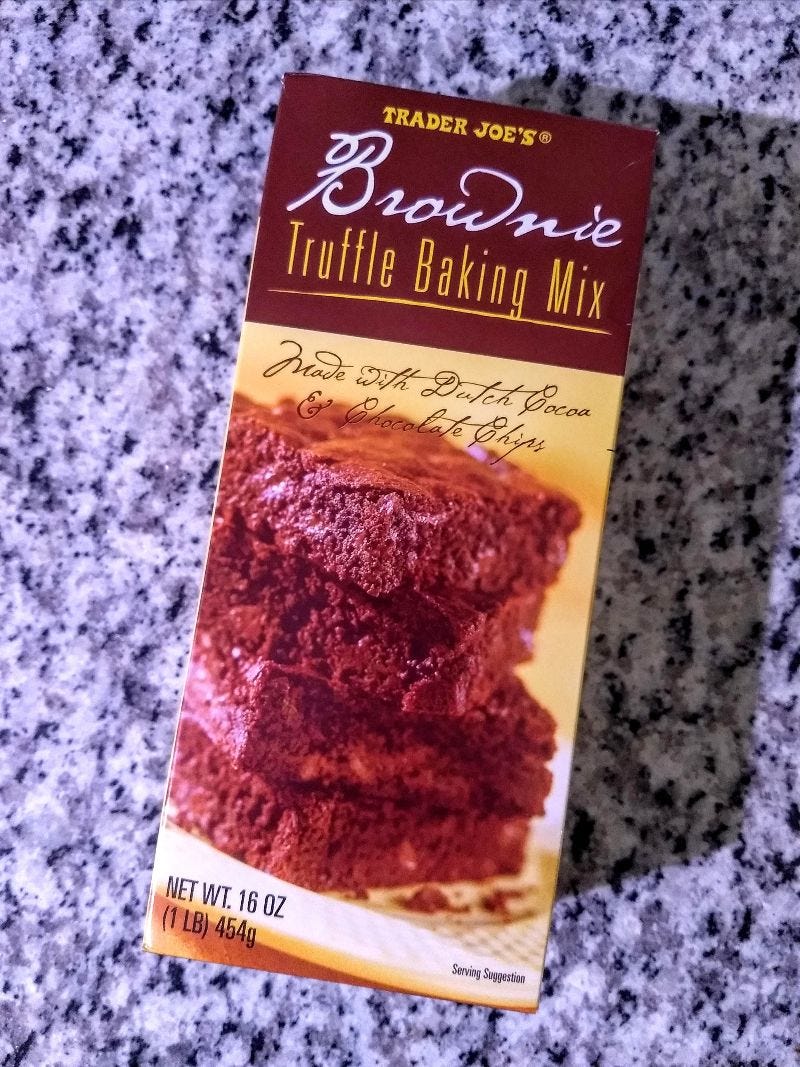 TRADER JOE'S®
Brownie
Truffle Baking Mix
Made with Dutch Cocoa
& Chocolate Chips
NET WT. 16 OZ
(1 LB) 454g
Serving Suggestion